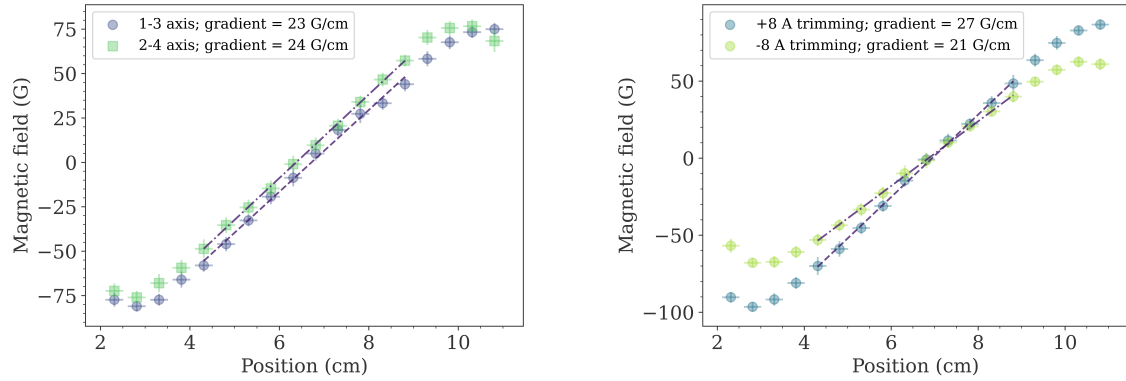 1-3 axis; gradient = 23 G/cm
2-4 axis; gradient = 24 G/cm
75
50
25
0
−25
−50
−75
Magnetic field (G)
2
4
6
8
10
Position (cm)
+8 A trimming; gradient = 27 G/cm
-8 A trimming; gradient = 21 G/cm
50
0
−50
−100
Magnetic field (G)
2
4
6
8
10
Position (cm)